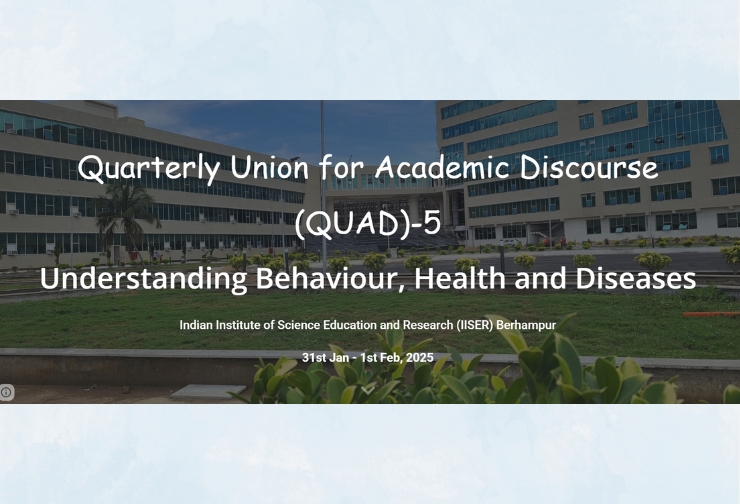 Quarterly Union for Academic Discourse
(QUAD)-5
Understanding Behaviour, Health and Diseases
Indian Institute of Science Education and Research (IISER) Berhampur
31st Jan - 1st Feb, 2025